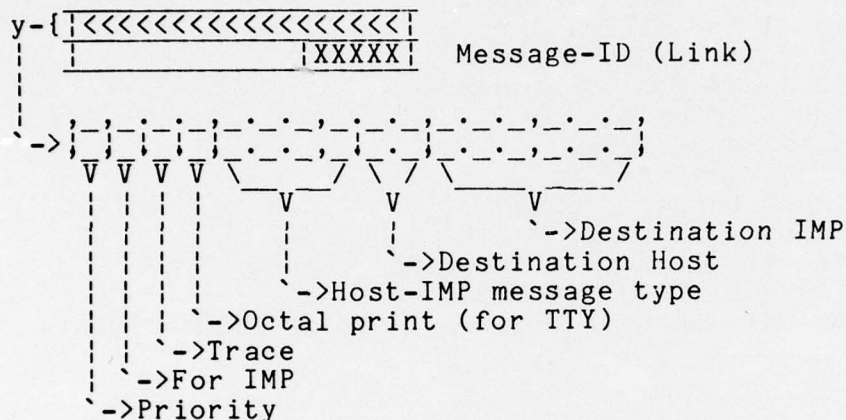 y-{ |<<<<<<<<<<<<<<<<<|
|XXXXX| Message-ID (Link)
`->
V V V V \ / \ / \ /
V V V
`->Destination IMP
`->Destination Host
`->Host-IMP message type
`->Octal print (for TTY)
`->Trace
`->For IMP
`->Priority